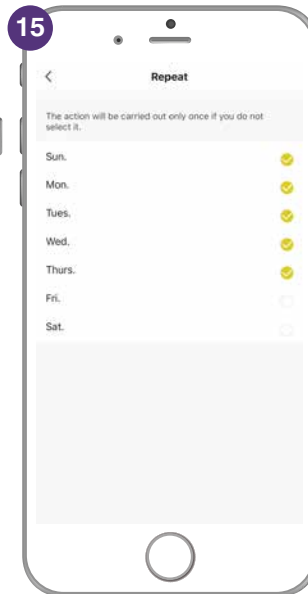 15
Repeat
The action will be carried out only once if you do not
select it.
Sun.
Mon.
Tues.
Wed.
Thurs.
Fri.
Sat.